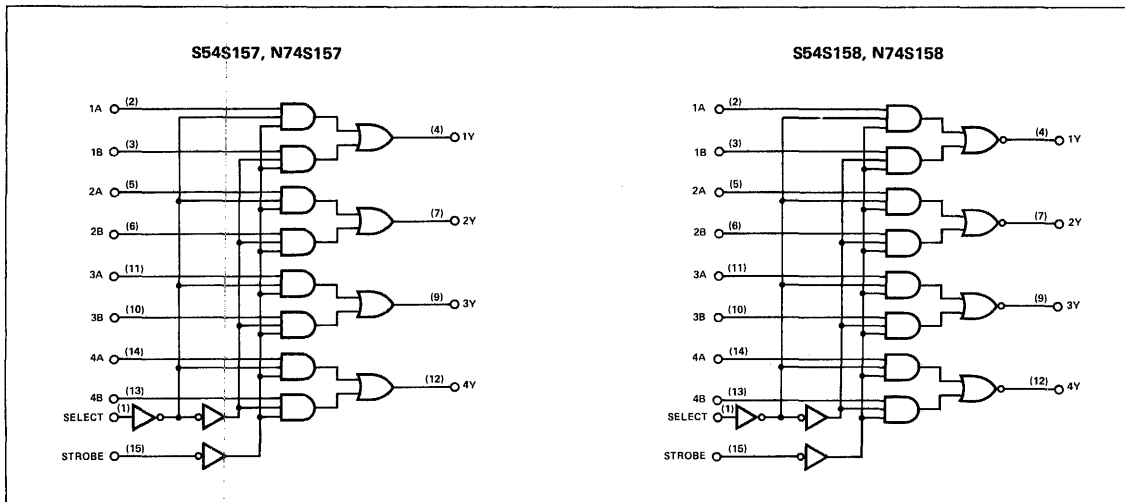 S54S157, N74S157
1A (2)
(4) 1Y
1B (3)
2A (5)
(7) 2Y
2B (6)
3A (11)
(9) 3Y
3B (10)
4A (14)
(12) 4Y
4B (13)
SELECT (1)
STROBE (15)
S54S158, N74S158
1A (2)
(4) 1Y
1B (3)
2A (5)
(7) 2Y
2B (6)
3A (11)
(9) 3Y
3B (10)
4A (14)
(12) 4Y
4B (13)
SELECT (1)
STROBE (15)